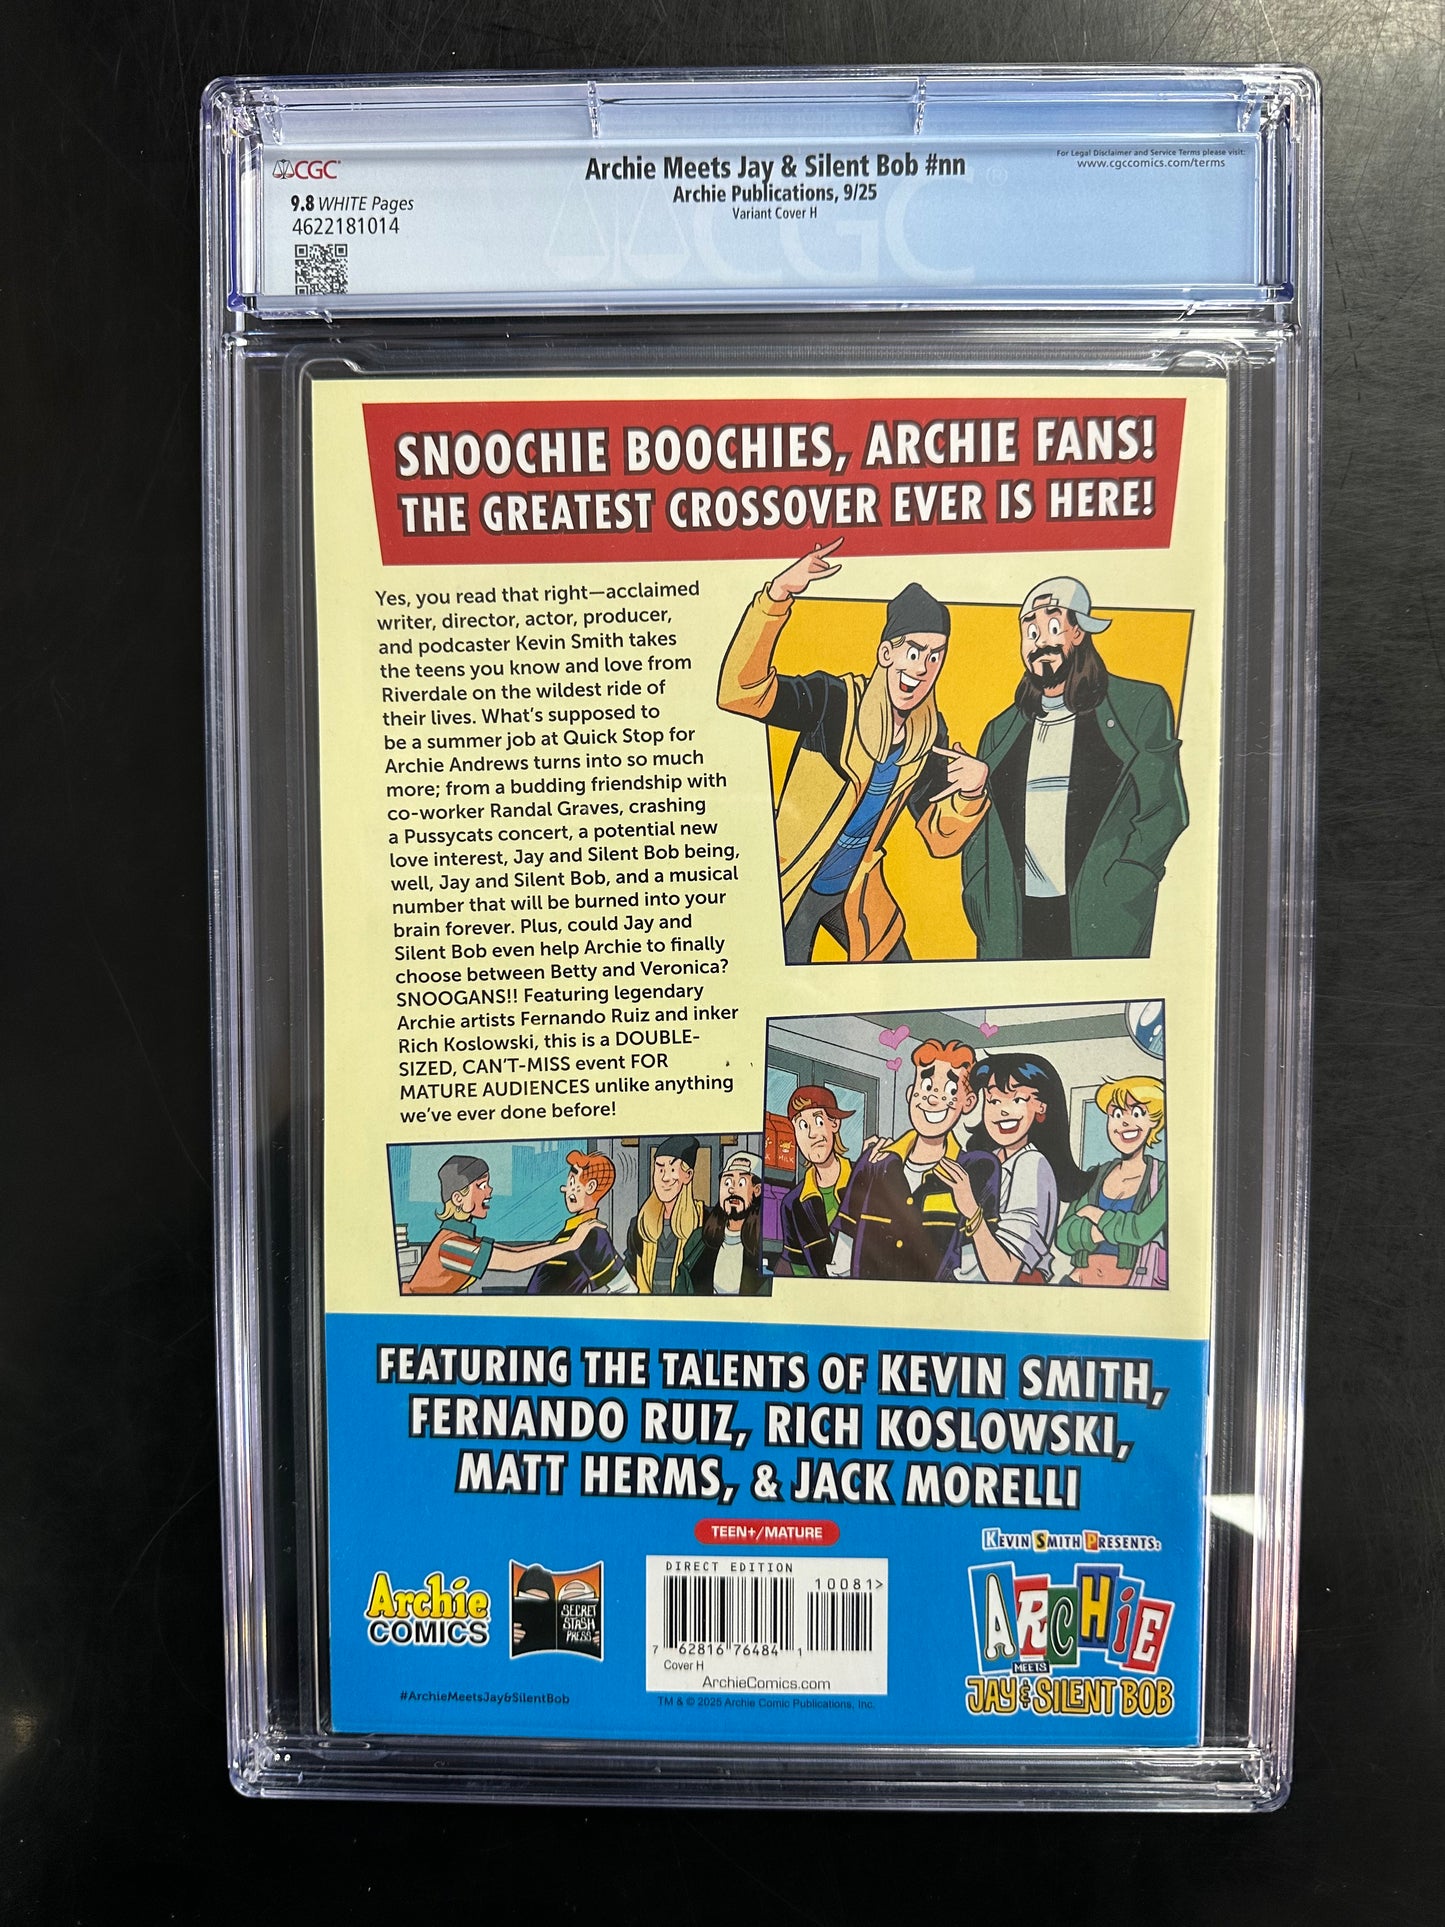 CGC
Archie Meets Jay & Silent Bob #nn
For Legal Disclaimer and Service Terms please visit:
www.cgccomics.com/terms
9.8 WHITE Pages
Archie Publications, 9/25
4622181014
Variant Cover H
CGC
SNOOCHIE BOOCHIES, ARCHIE FANS!
THE GREATEST CROSSOVER EVER IS HERE!
Yes, you read that right—acclaimed
writer, director, actor, producer,
and podcaster Kevin Smith takes
the teens you know and love from
Riverdale on the wildest ride of
their lives. What's supposed to
be a summer job at Quick Stop for
Archie Andrews turns into so much
more; from a budding friendship with
co-worker Randal Graves, crashing
a Pussycats concert, a potential new
love interest, Jay and Silent Bob being,
well, Jay and Silent Bob, and a musical
number that will be burned into your
brain forever. Plus, could Jay and
Silent Bob even help Archie to finally
choose between Betty and Veronica?
SNOOGANS!! Featuring legendary
Archie artists Fernando Ruiz and inker
Rich Koslowski, this is a DOUBLE-
SIZED, CAN'T-MISS event FOR
MATURE AUDIENCES unlike anything
we've ever done before!
MILK
FEATURING THE TALENTS OF KEVIN SMITH,
FERNANDO RUIZ, RICH KOSLOWSKI,
MATT HERMS, & JACK MORELLI
TEEN+/MATURE
KEVIN SMITH PRESENTS:
ARCHIE
MEETS
JAY & SILENT BOB
Archie
COMICS
SECRET
STASH
PRESS
DIRECT EDITION
10081>
7 62816 76484 1
Cover H
ArchieComics.com
#ArchieMeetsJay&SilentBob
TM & © 2025 Archie Comic Publications, Inc.